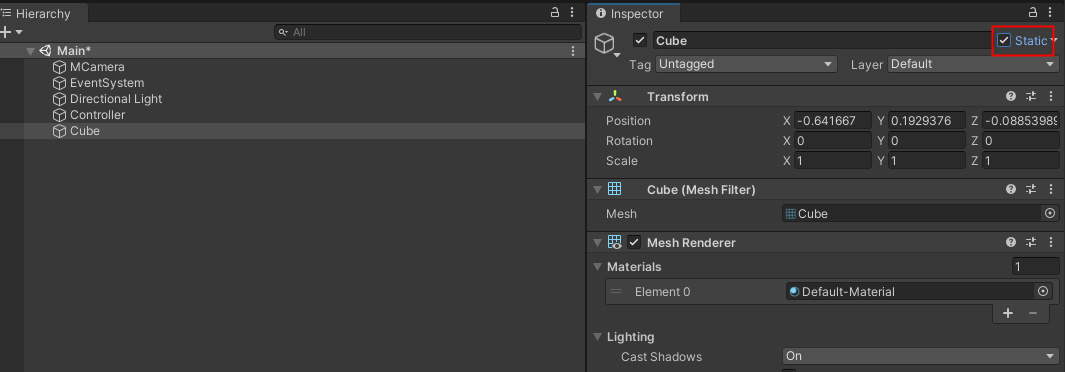 Hierarchy
All
Main*
MCamera
EventSystem
Directional Light
Controller
Cube
Inspector
Cube Static
Tag Untagged Layer Default
Transform
Position X -0.641667 Y 0.1929376 Z -0.08853989
Rotation X 0 Y 0 Z 0
Scale X 1 Y 1 Z 1
Cube (Mesh Filter)
Mesh Cube
Mesh Renderer
Materials 1
Element 0 Default-Material
Lighting
Cast Shadows On